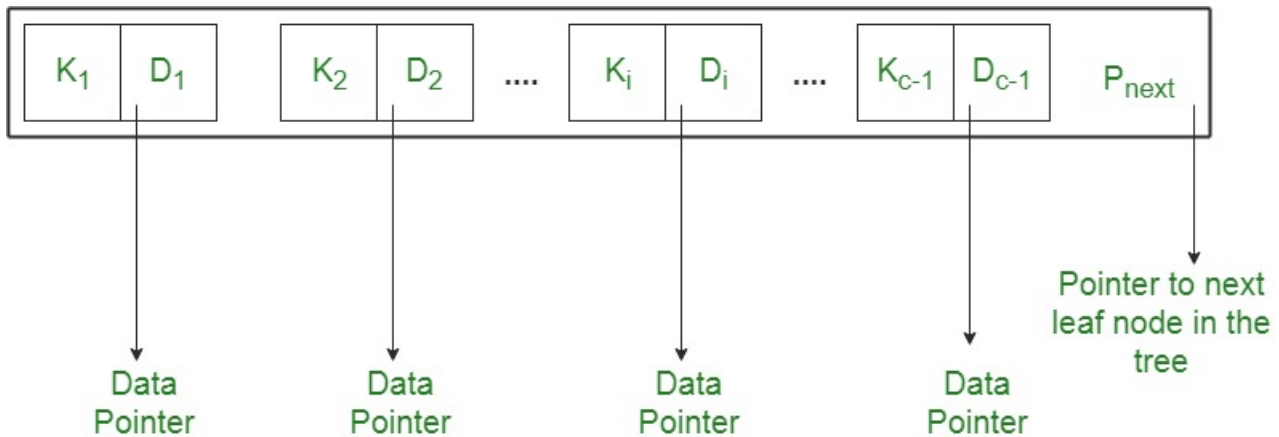 K1 D1 K2 D2 .... Ki Di .... Kc-1 Dc-1 Pnext
Pointer to next
leaf node in the
tree
Data
Pointer
Data
Pointer
Data
Pointer
Data
Pointer